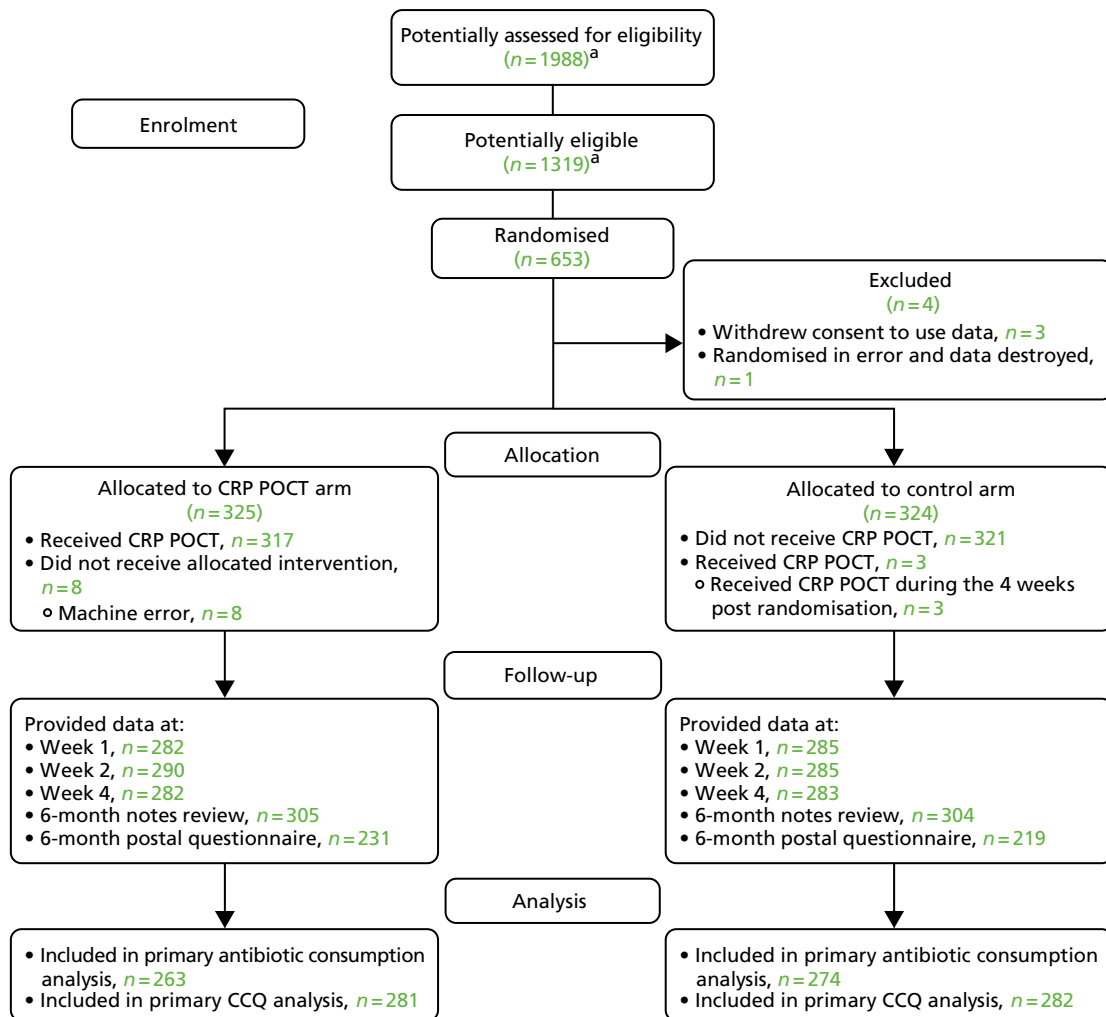 Potentially assessed for eligibility
(n=1988)a
Enrolment
Potentially eligible
(n=1319)a
Randomised
(n=653)
Excluded
(n=4)
• Withdrew consent to use data, n=3
• Randomised in error and data destroyed,
n=1
Allocation
Allocated to CRP POCT arm
(n=325)
• Received CRP POCT, n=317
• Did not receive allocated intervention,
n=8
Machine error, n=8
Allocated to control arm
(n=324)
• Did not receive CRP POCT, n=321
• Received CRP POCT, n=3
Received CRP POCT during the 4 weeks
post randomisation, n=3
Follow-up
Provided data at:
• Week 1, n=282
• Week 2, n=290
• Week 4, n=282
• 6-month notes review, n=305
• 6-month postal questionnaire, n=231
Provided data at:
• Week 1, n=285
• Week 2, n=285
• Week 4, n=283
• 6-month notes review, n=304
• 6-month postal questionnaire, n=219
Analysis
• Included in primary antibiotic consumption
analysis, n=263
• Included in primary CCQ analysis, n=281
• Included in primary antibiotic consumption
analysis, n=274
• Included in primary CCQ analysis, n=282